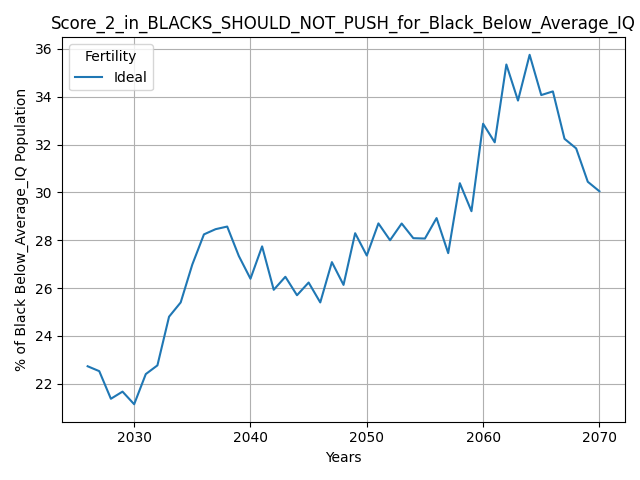 Score_2_in_BLACKS_SHOULD_NOT_PUSH_for_Black_Below_Average_IQ
Fertility
Ideal
% of Black Below_Average_IQ Population
36
34
32
30
28
26
24
22
2030 2040 2050 2060 2070
Years